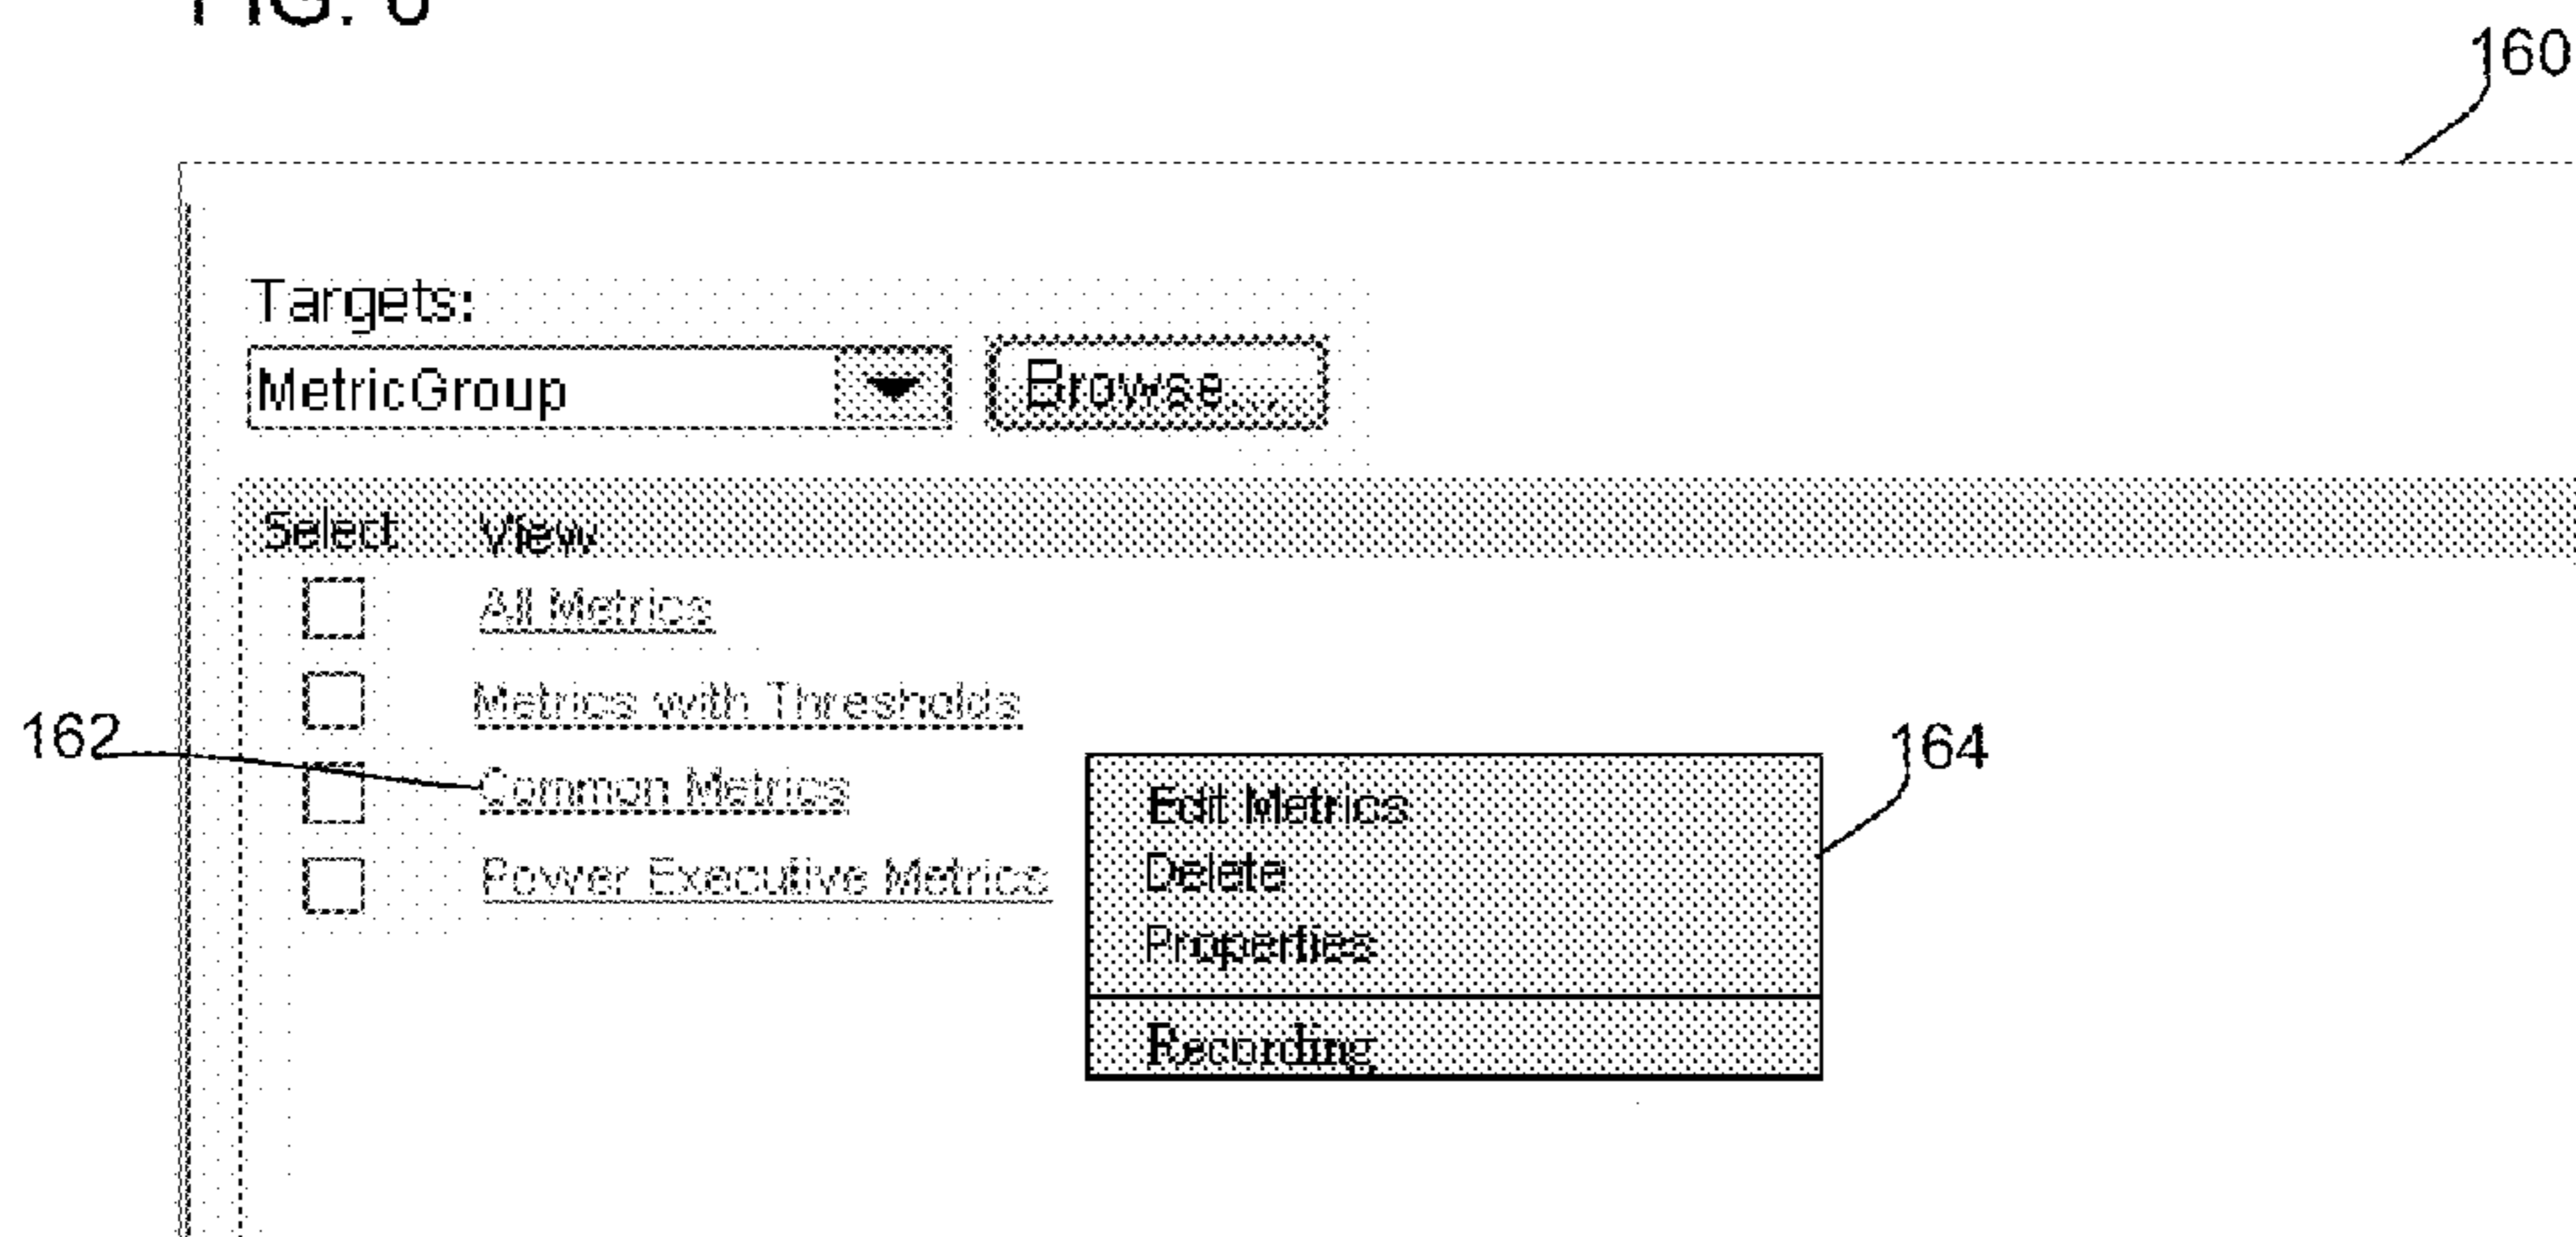 FIG.
160
Targets:
MetricGroup
Browse...
Select View
All Metrics
Metrics with Thresholds
162
Common Metrics
Power Executive Metrics
164
Edit Metrics
Delete
Properties
Recording